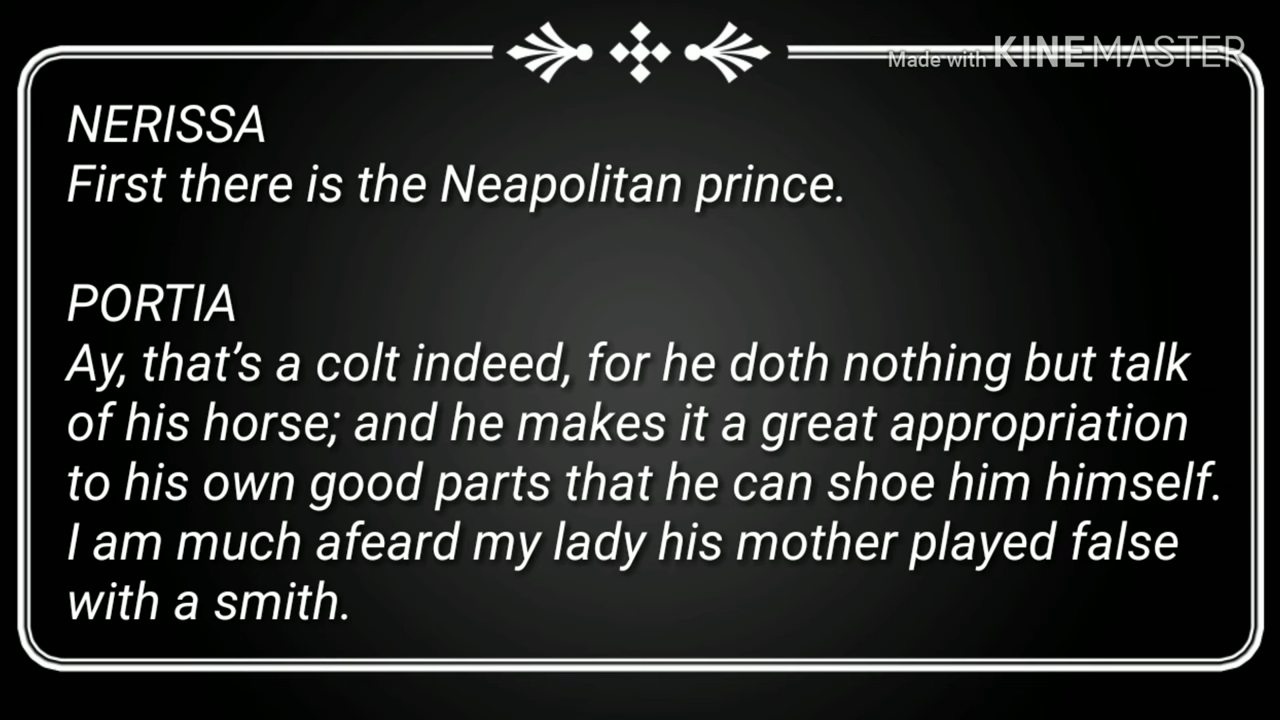 Made with KINEMASTER
NERISSA
First there is the Neapolitan prince.
PORTIA
Ay, that’s a colt indeed, for he doth nothing but talk
of his horse; and he makes it a great appropriation
to his own good parts that he can shoe him himself.
I am much afeard my lady his mother played false
with a smith.